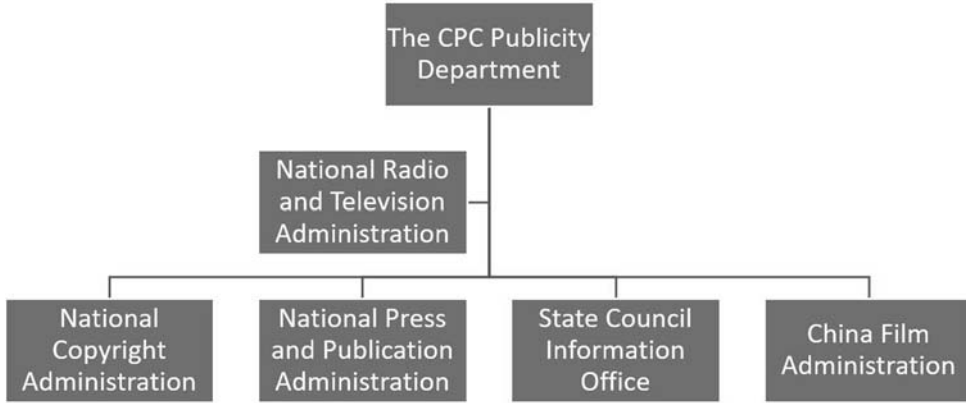 The CPC Publicity
Department
National Radio
and Television
Administration
National
Copyright
Administration
National Press
and Publication
Administration
State Council
Information
Office
China Film
Administration